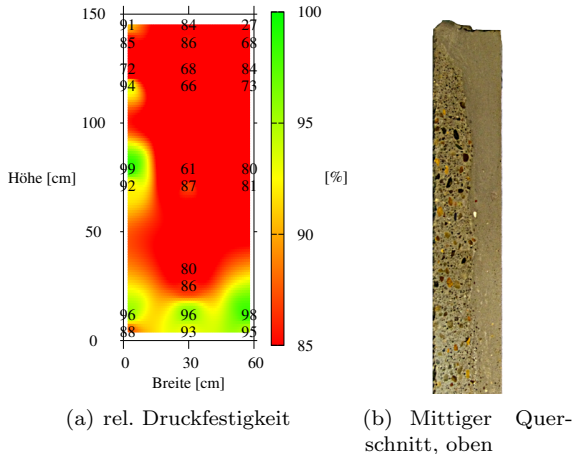 150
100
50
0
Höhe [cm]
91 84 27
85 86 68
72 68 84
94 66 73
99 61 80
92 87 81
80
86
96 96 98
88 93 95
0 30 60
Breite [cm]
100
95
90
85
[%]
(a) rel. Druckfestigkeit
(b) Mittiger Quer-
schnitt, oben